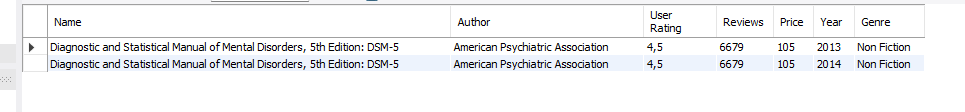 Name Author User Rating Reviews Price Year Genre
Diagnostic and Statistical Manual of Mental Disorders, 5th Edition: DSM-5 American Psychiatric Association 4,5 6679 105 2013 Non Fiction
Diagnostic and Statistical Manual of Mental Disorders, 5th Edition: DSM-5 American Psychiatric Association 4,5 6679 105 2014 Non Fiction